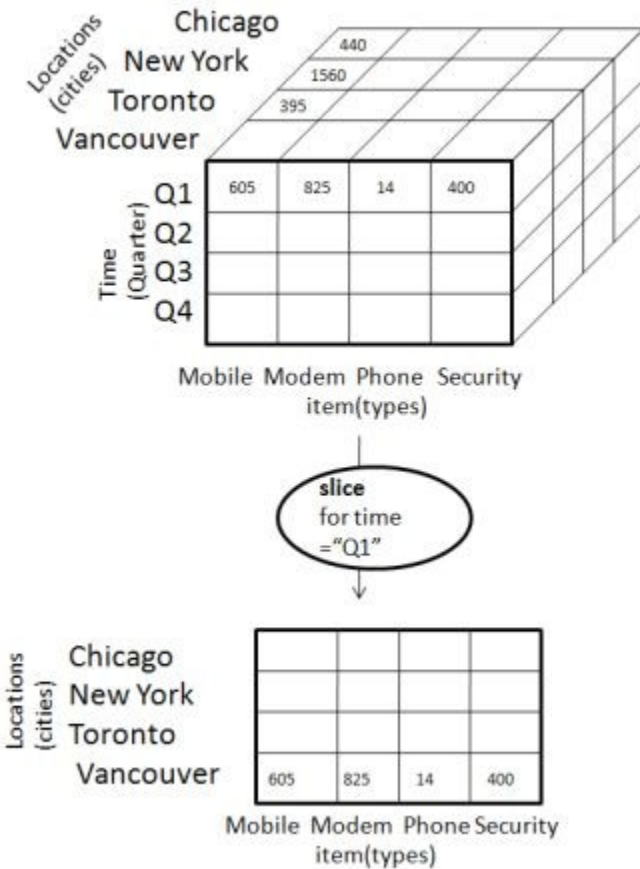 Chicago
New York
Toronto
Vancouver
Locations
(cities)
440
1560
395
Q1
Q2
Q3
Q4
Time
(Quarter)
605 825 14 400
Mobile Modem Phone Security
item(types)
slice
for time
=“Q1”
Locations
(cities)
Chicago
New York
Toronto
Vancouver
605 825 14 400
Mobile Modem Phone Security
item(types)